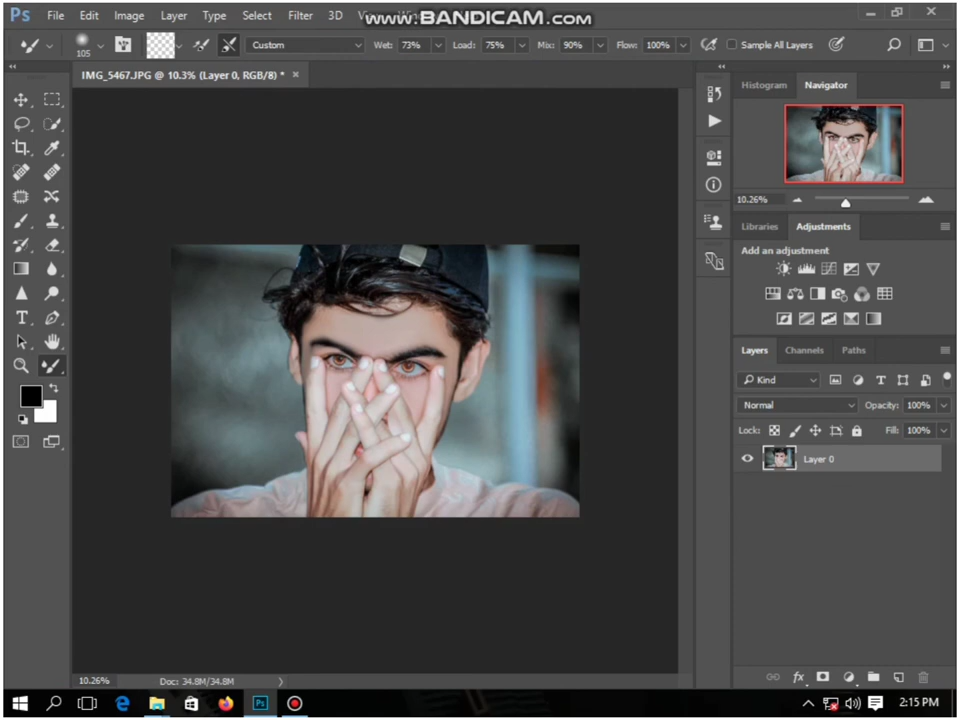 Ps File Edit Image Layer Type Select Filter 3D www.BANDICAM.com
105 Custom Wet: 73% Load: 75% Mix: 90% Flow: 100% Sample All Layers
IMG_5467.JPG @ 10.3% (Layer 0, RGB/8) *
Histogram Navigator
10.26%
Libraries Adjustments
Add an adjustment
Layers Channels Paths
Kind
Normal Opacity: 100%
Lock: Fill: 100%
Layer 0
10.26% Doc: 34.8M/34.8M
Ps 2:15 PM